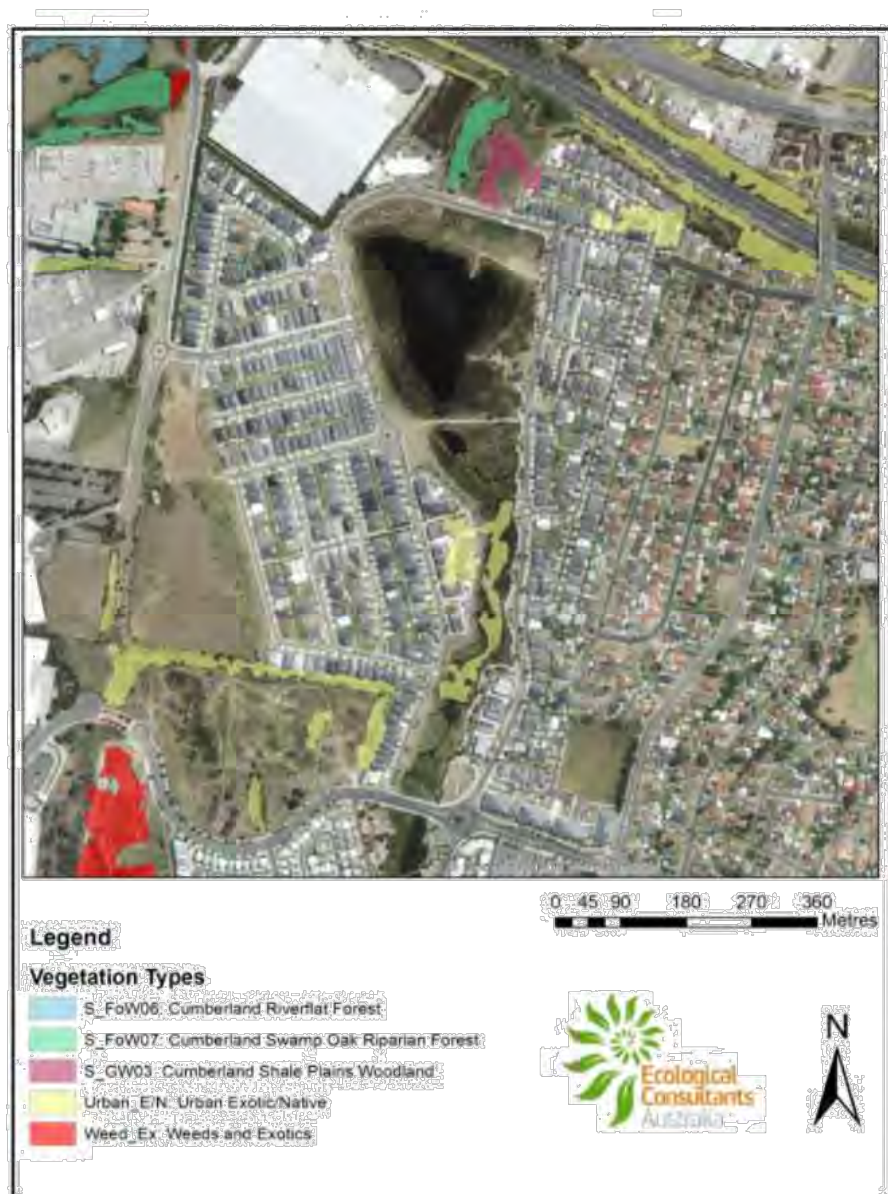 0 45 90 180 270 360
Metres
Legend
Vegetation Types
S_FoW06: Cumberland Riverflat Forest
S_FoW07: Cumberland Swamp Oak Riparian Forest
S_GW03: Cumberland Shale Plains Woodland
Urban_E/N: Urban Exotic/Native
Weed_Ex: Weeds and Exotics
Ecological
Consultants
Australia
N